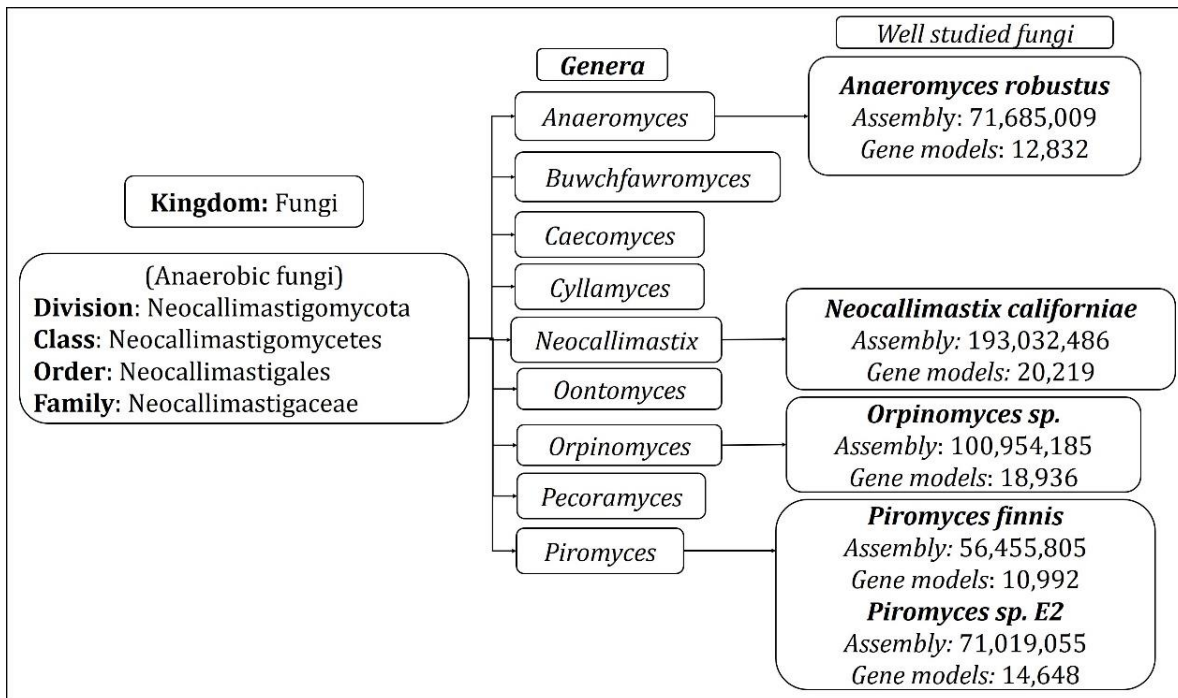 Kingdom: Fungi
(Anaerobic fungi)
Division: Neocallimastigomycota
Class: Neocallimastigomycetes
Order: Neocallimastigales
Family: Neocallimastigaceae
Genera
Anaeromyces
Buwchfawromyces
Caecomyces
Cyllamyces
Neocallimastix
Oontomyces
Orpinomyces
Pecoramyces
Piromyces
Well studied fungi
Anaeromyces robustus
Assembly: 71,685,009
Gene models: 12,832
Neocallimastix californiae
Assembly: 193,032,486
Gene models: 20,219
Orpinomyces sp.
Assembly: 100,954,185
Gene models: 18,936
Piromyces finnis
Assembly: 56,455,805
Gene models: 10,992
Piromyces sp. E2
Assembly: 71,019,055
Gene models: 14,648